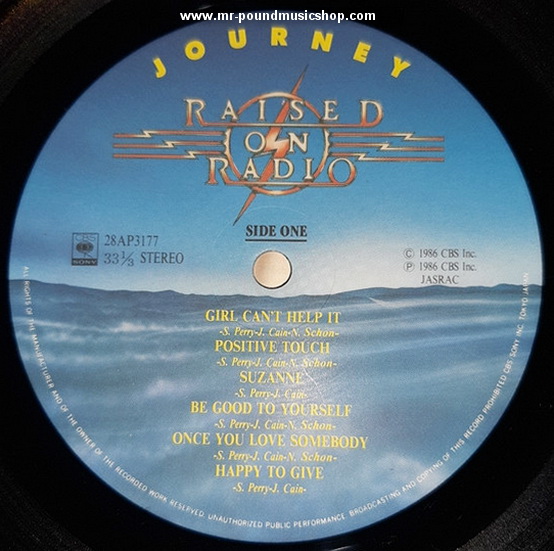 www.mr-poundmusicshop.com
JOURNEY
RAISED
ON
RADIO
SIDE ONE
CBS
SONY
28AP3177
33 1/3 STEREO
© 1986 CBS Inc.
℗ 1986 CBS Inc.
JASRAC
GIRL CAN'T HELP IT
-S. Perry-J. Cain-N. Schon-
POSITIVE TOUCH
-S. Perry-J. Cain-N. Schon-
SUZANNE
-S. Perry-J. Cain-
BE GOOD TO YOURSELF
-S. Perry-J. Cain-N. Schon-
ONCE YOU LOVE SOMEBODY
-S. Perry-J. Cain-N. Schon-
HAPPY TO GIVE
-S. Perry-J. Cain-
ALL RIGHTS OF THE MANUFACTURER AND OF THE OWNER OF THE RECORDED WORK RESERVED. UNAUTHORIZED PUBLIC PERFORMANCE. BROADCASTING AND COPYING OF THIS RECORD PROHIBITED CBS/SONY INC. TOKYO JAPAN